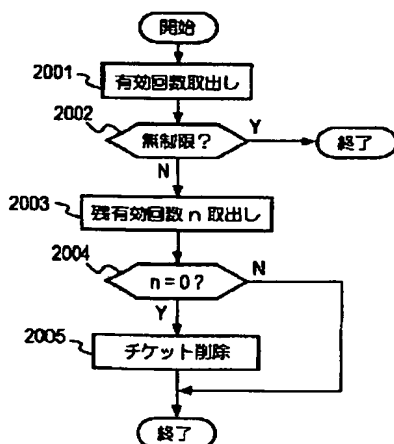 開始
2001
有効回数取出し
2002
無制限?
Y
終了
N
2003
残有効回数n取出し
2004
n=0?
N
Y
2005
チケット削除
終了